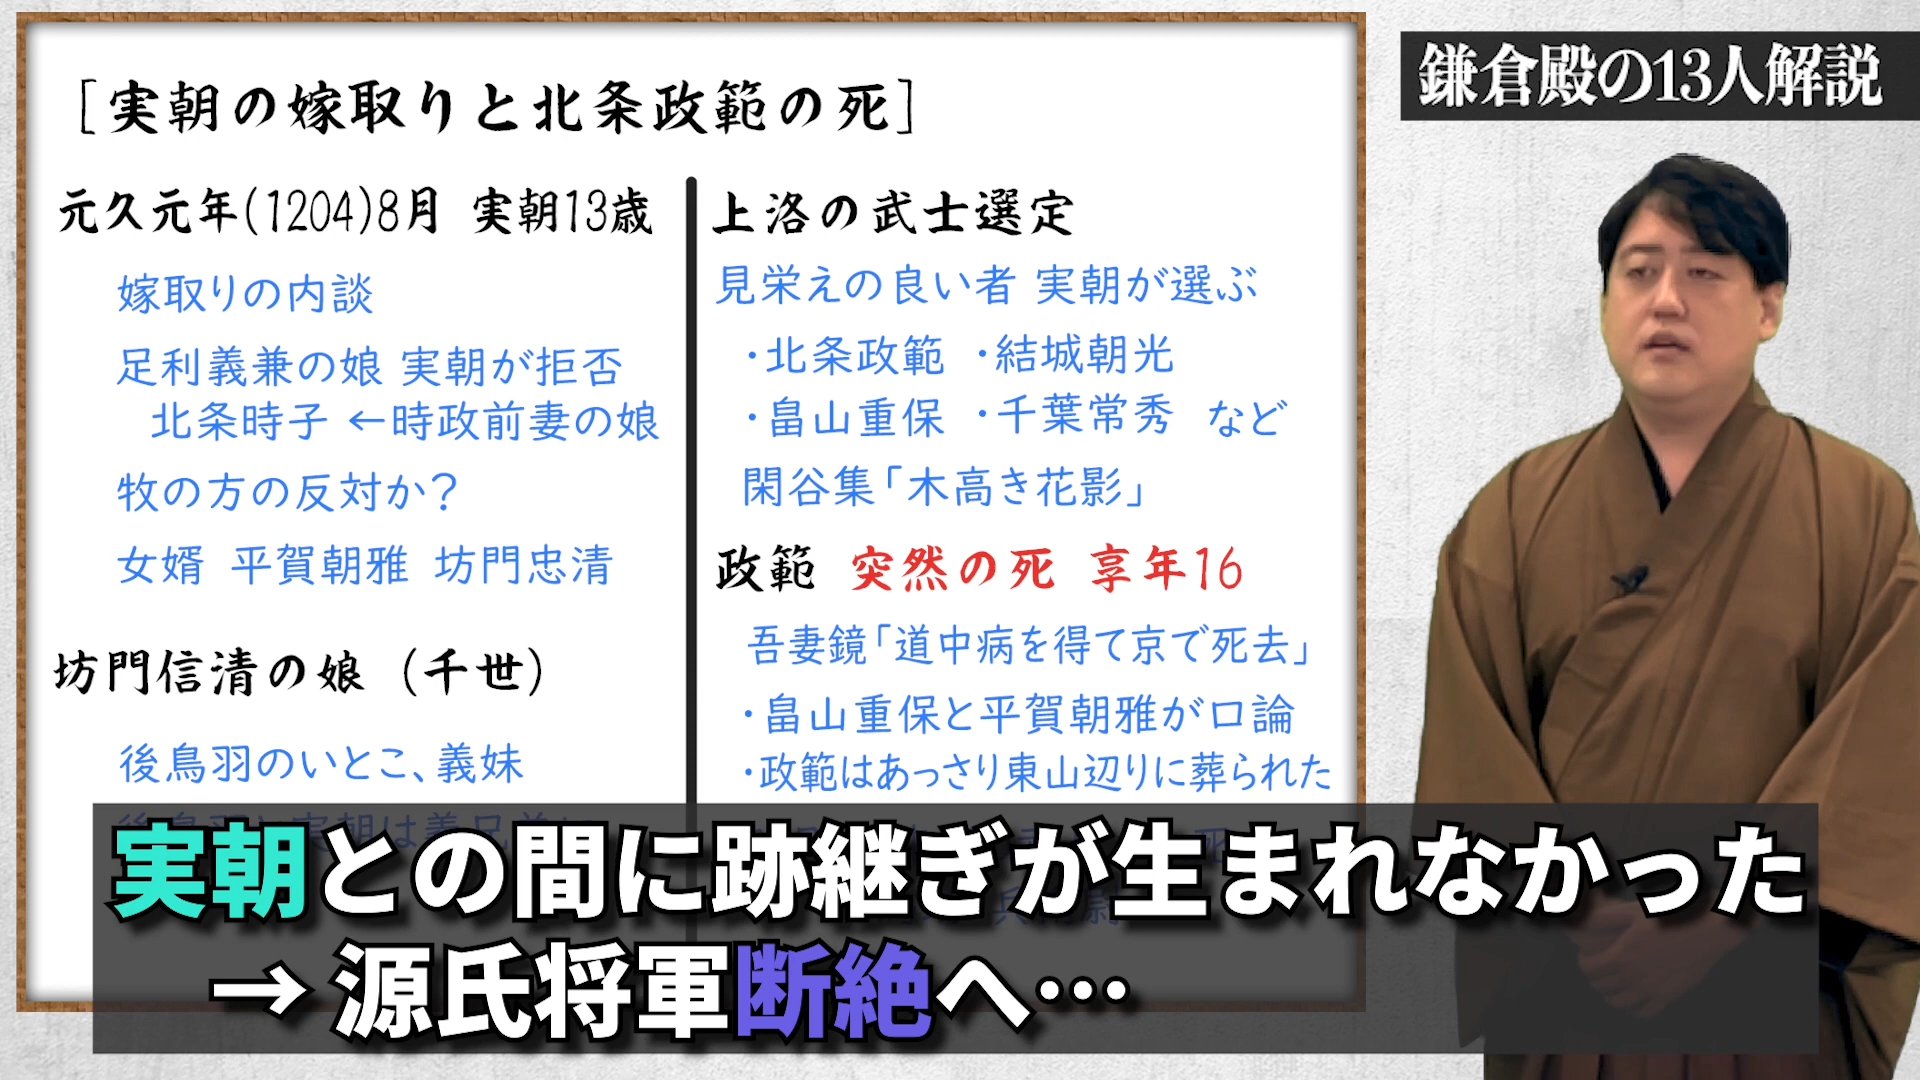 鎌倉殿の13人解説
[実朝の嫁取りと北条政範の死]
元久元年(1204)8月 実朝13歳
嫁取りの内談
足利義兼の娘 実朝が拒否
北条時子 ←時政前妻の娘
牧の方の反対か?
女婿 平賀朝雅 坊門忠清
坊門信清の娘 (千世)
後鳥羽のいとこ、義妹
上洛の武士選定
見栄えの良い者 実朝が選ぶ
・北条政範 ・結城朝光
・畠山重保 ・千葉常秀 など
閑谷集「木高き花影」
政範 突然の死 享年16
吾妻鏡「道中病を得て京で死去」
・畠山重保と平賀朝雅が口論
・政範はあっさり東山辺りに葬られた
実朝との間に跡継ぎが生まれなかった
→ 源氏将軍断絶へ…